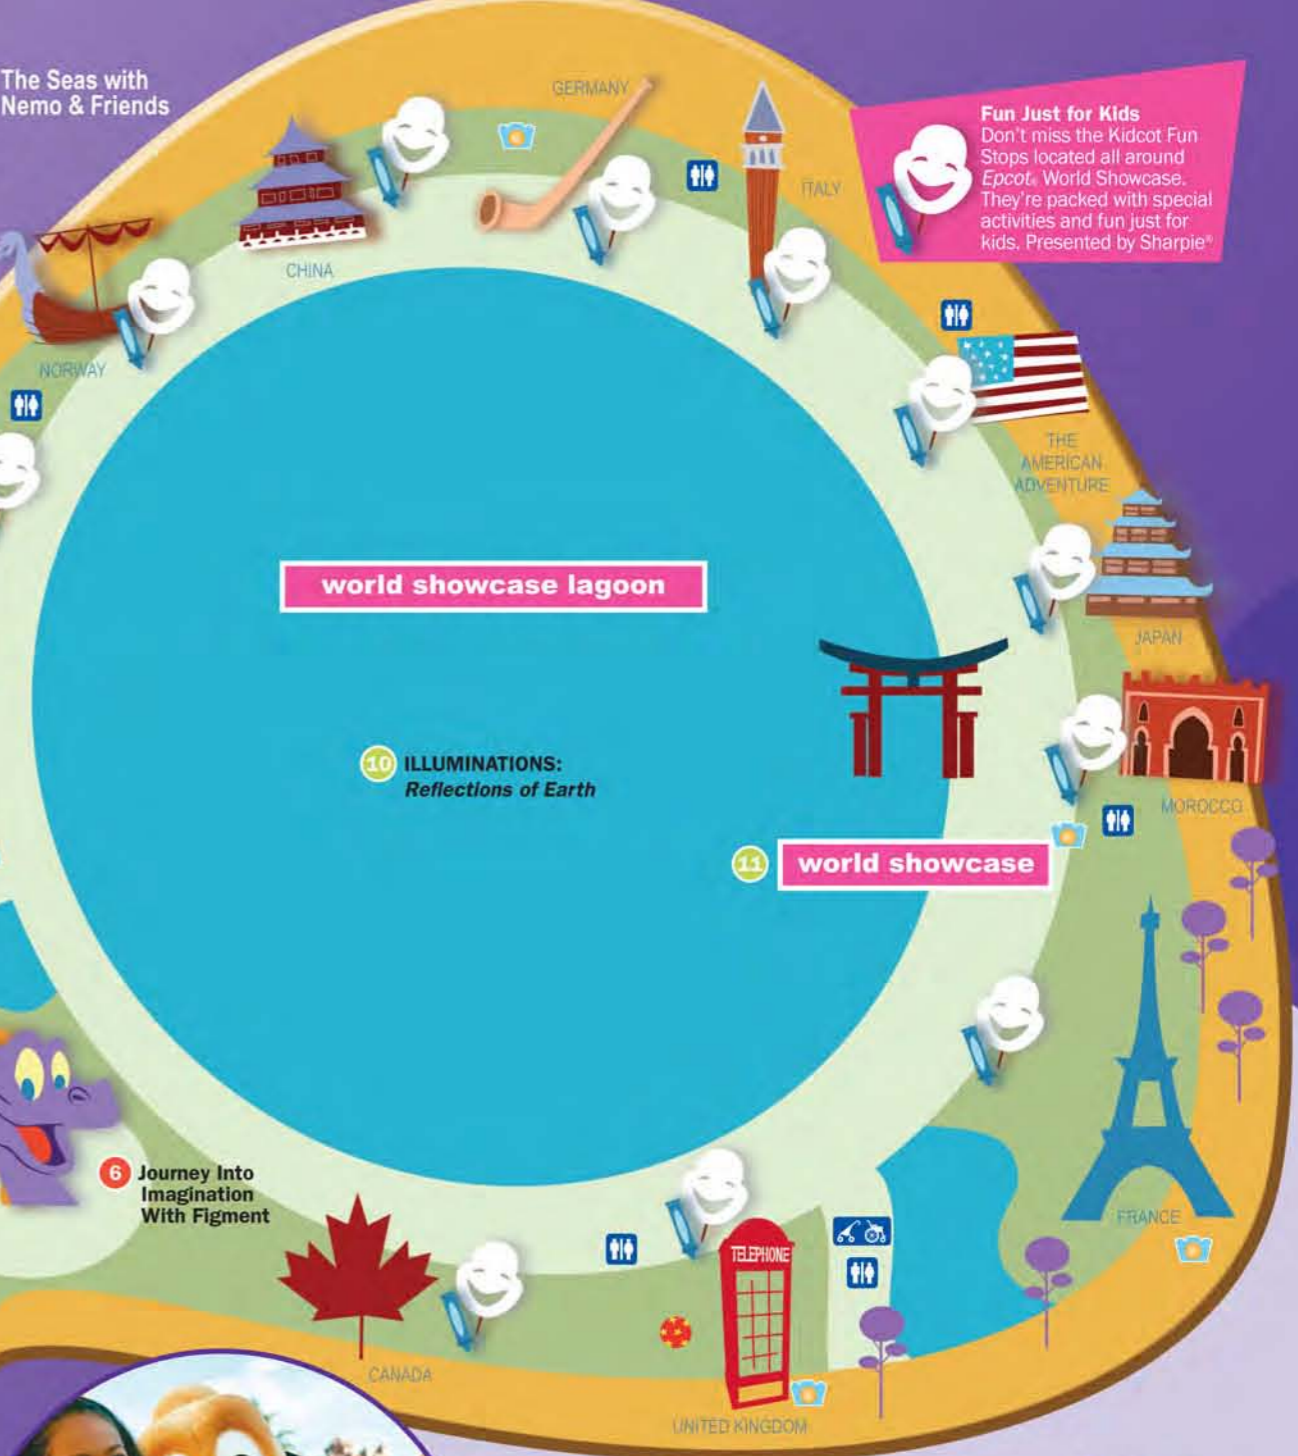 The Seas with
Nemo & Friends
GERMANY
Fun Just for Kids
Don't miss the Kidcot Fun
Stops located all around
Epcot® World Showcase.
They're packed with special
activities and fun just for
kids. Presented by Sharpie®
ITALY
CHINA
NORWAY
THE
AMERICAN
ADVENTURE
world showcase lagoon
JAPAN
10 ILLUMINATIONS:
Reflections of Earth
MOROCCO
11 world showcase
6 Journey Into
Imagination
With Figment
FRANCE
TELEPHONE
CANADA
UNITED KINGDOM